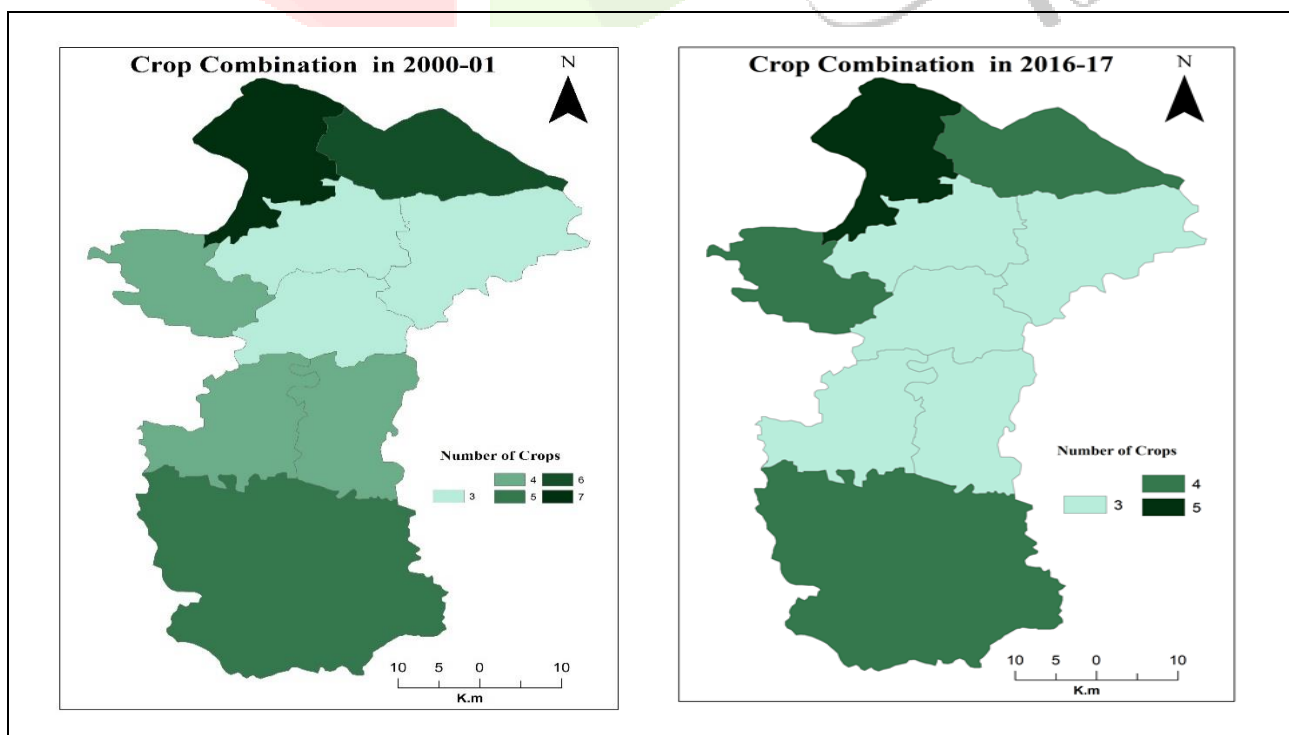 Crop Combination in 2000-01
N
Number of Crops
3
4
5
6
7
10 5 0 10
K.m
Crop Combination in 2016-17
N
Number of Crops
3
4
5
10 5 0 10
K.m